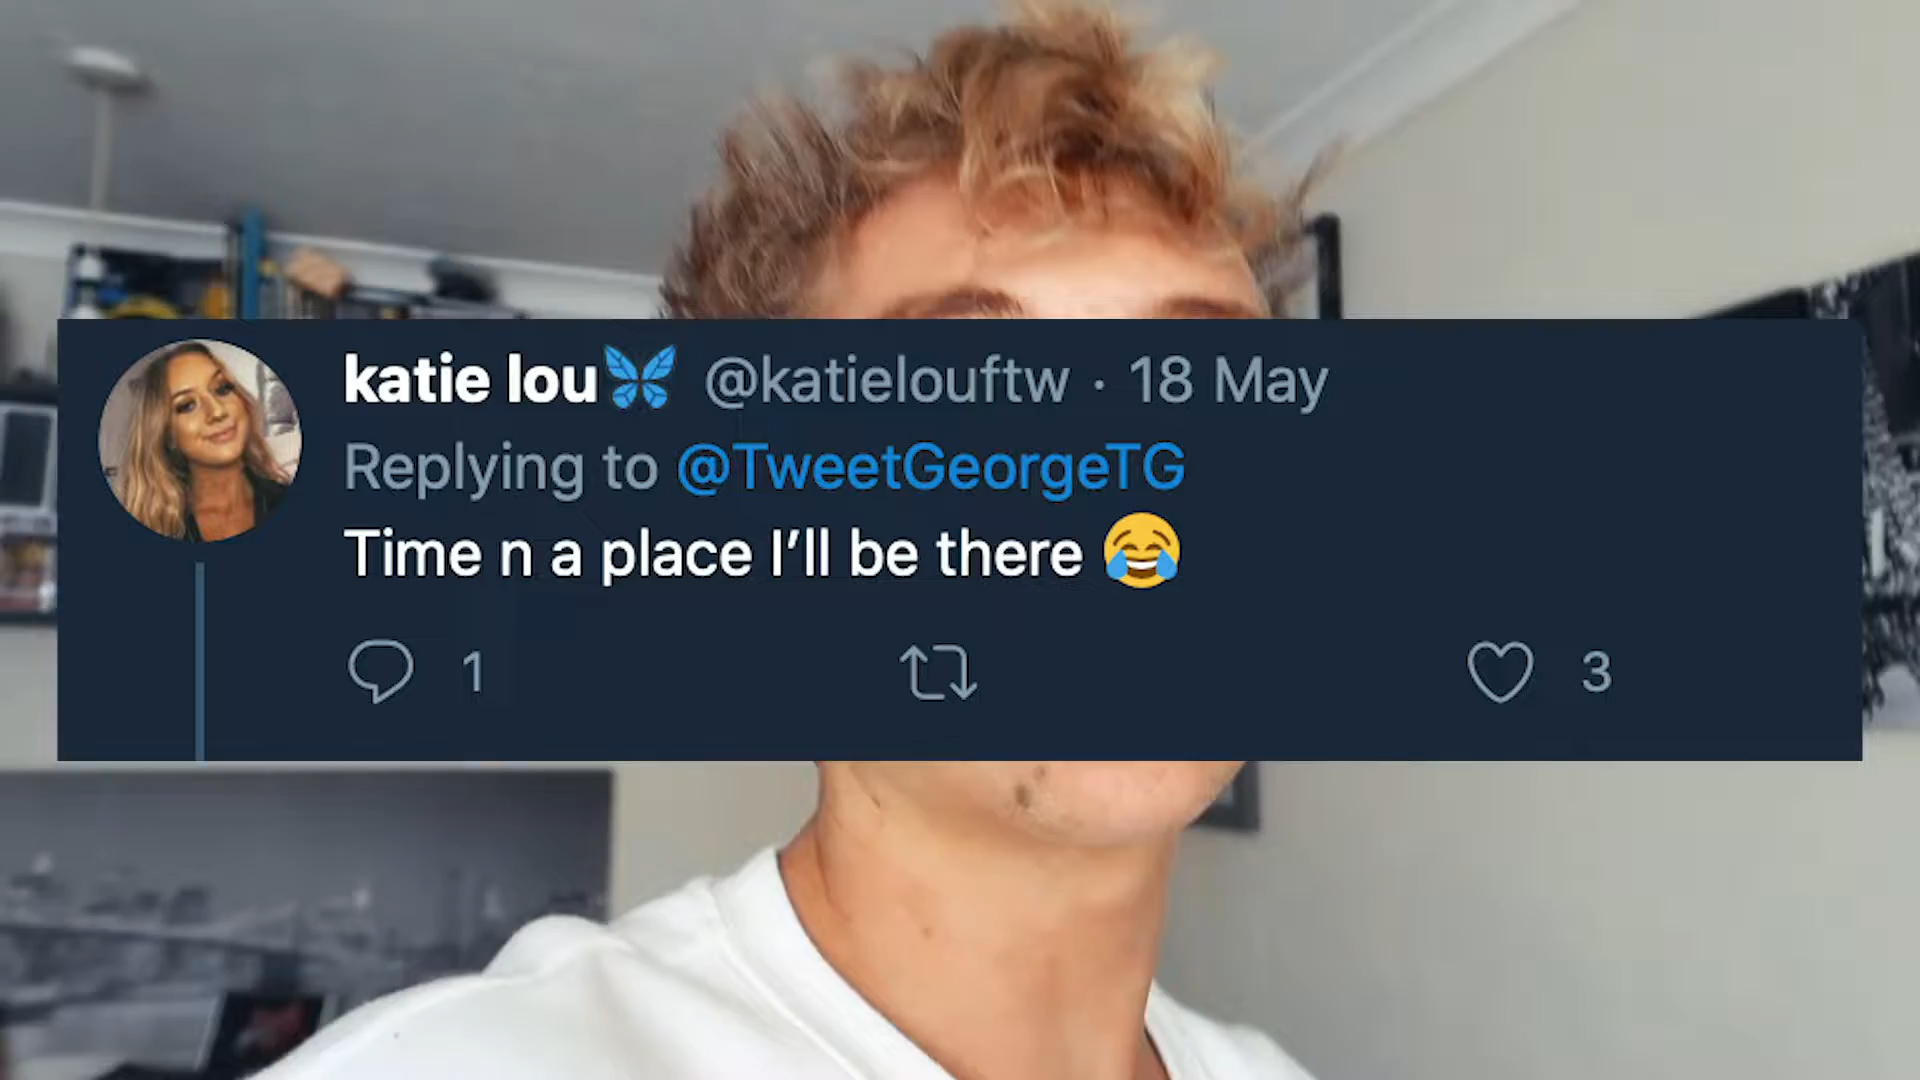 katie lou🦋 @katielouftw · 18 May
Replying to @TweetGeorgeTG
Time n a place I’ll be there 😂
1 3